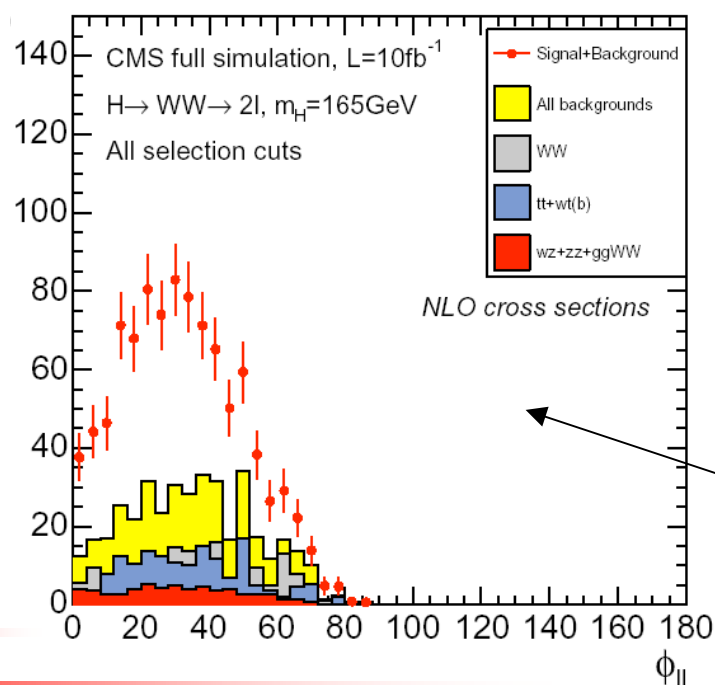 140
120
100
80
60
40
20
0
CMS full simulation, L=10fb⁻¹
H→ WW→ 2l, m_H=165GeV
All selection cuts
Signal+Background
All backgrounds
WW
tt+wt(b)
wz+zz+ggWW
NLO cross sections
0 20 40 60 80 100 120 140 160 180
ϕ_ll